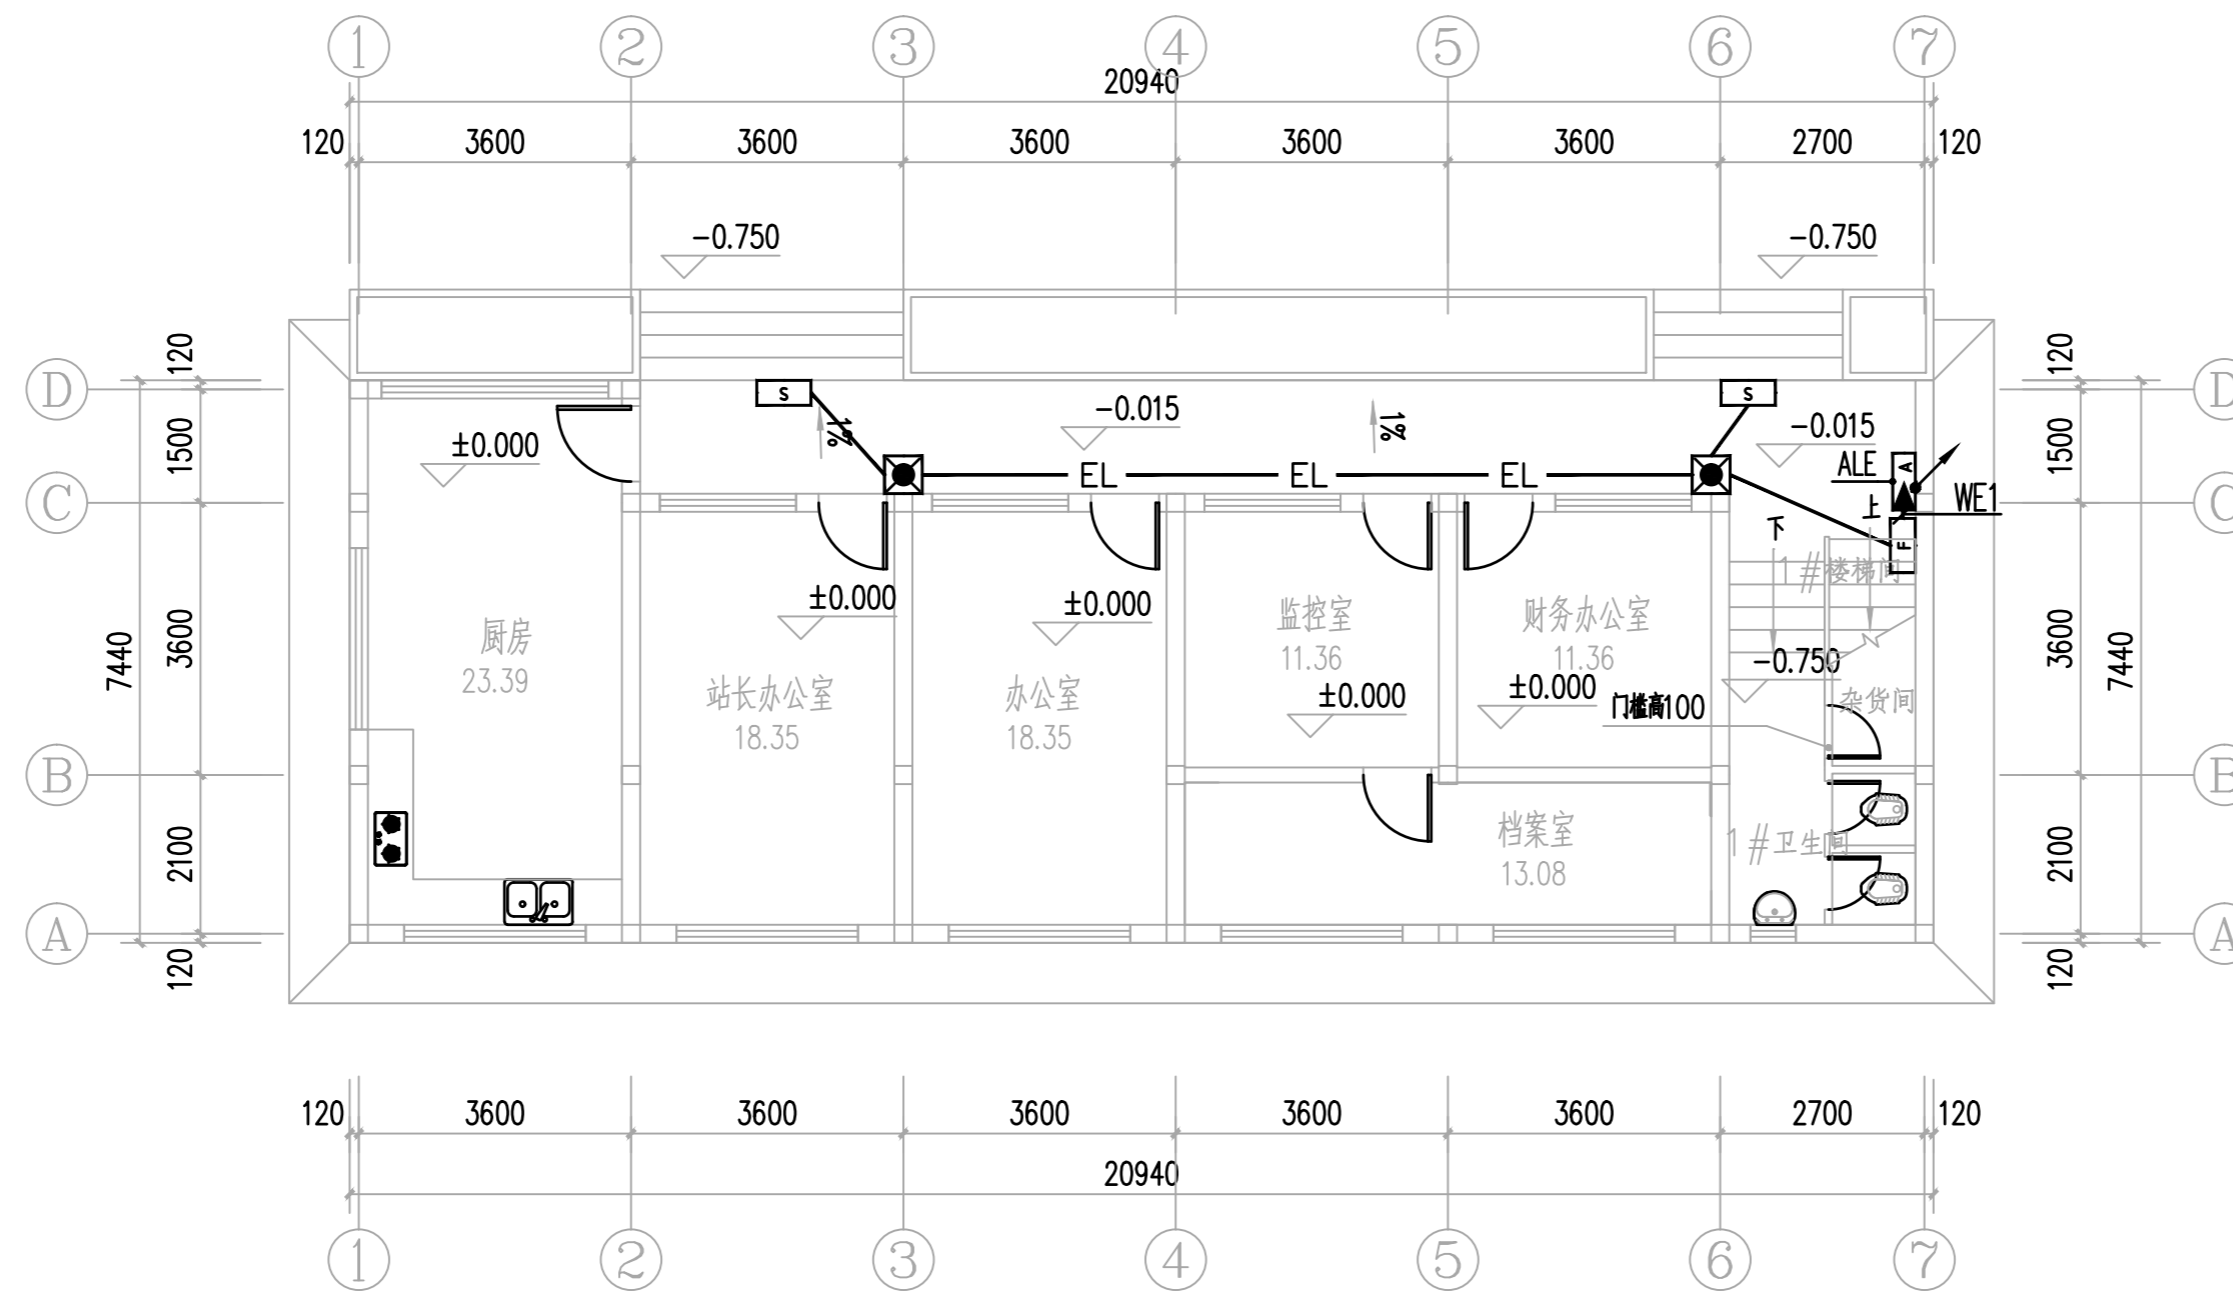 1 2 3 4 5 6 7
20940
120 3600 3600 3600 3600 3600 2700 120
-0.750 -0.750
120 120
D S S D
-0.015
1% 1%
-0.015
1500 ±0.000 1500
EL EL EL
ALE A
WE1
C C
下 上
F
1#楼梯间
±0.000 ±0.000
监控室 财务办公室
厨房
23.39
11.36 11.36
7440 3600 3600 7440
-0.750
站长办公室 办公室
±0.000 ±0.000
门槛高100
杂货间
18.35 18.35
B B
档案室
1#卫生间
13.08
2100 2100
A A
120 120
120 3600 3600 3600 3600 3600 2700 120
20940
1 2 3 4 5 6 7